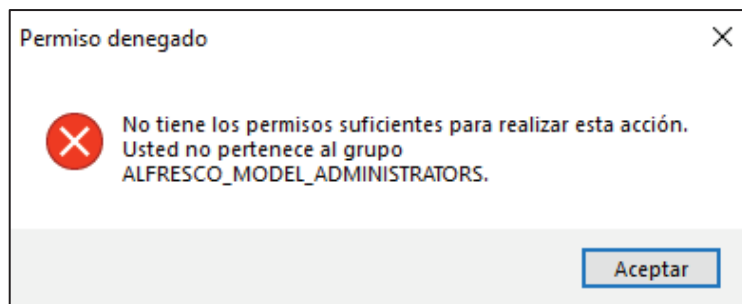 Permiso denegado
No tiene los permisos suficientes para realizar esta acción.
Usted no pertenece al grupo
ALFRESCO_MODEL_ADMINISTRATORS.
Aceptar